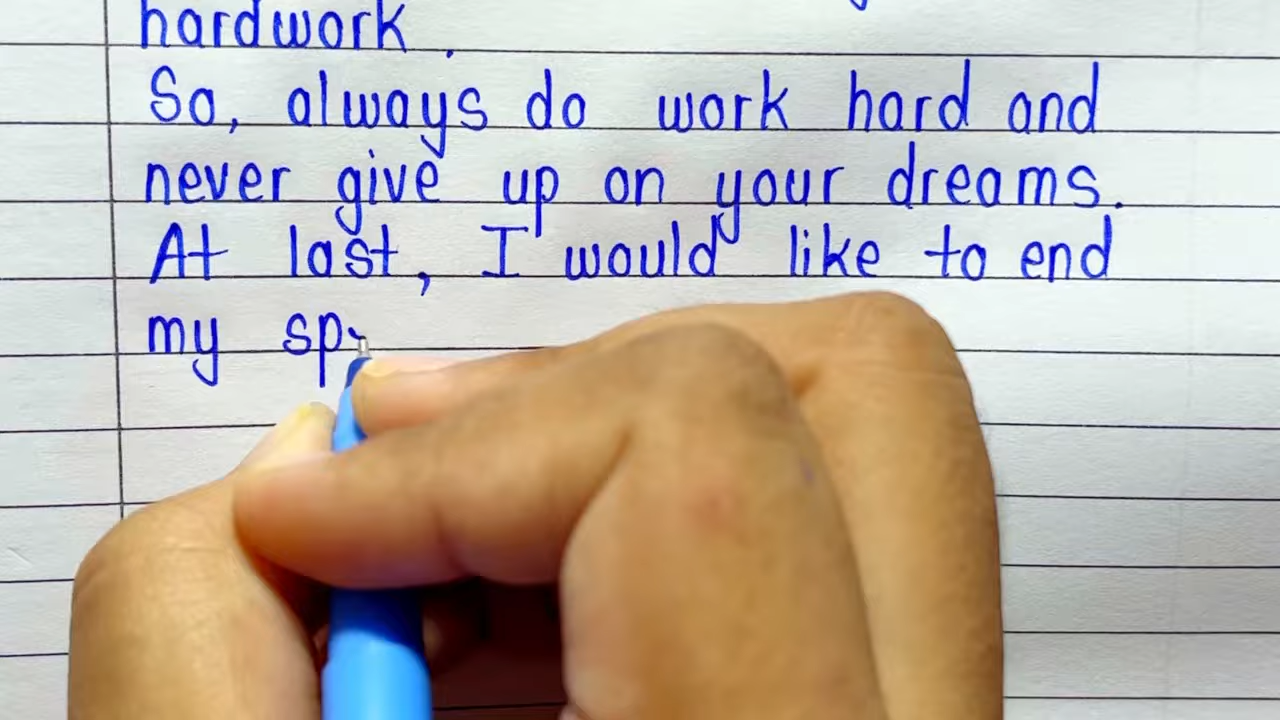 hardwork.
So, always do work hard and
never give up on your dreams.
At last, I would like to end
my sp